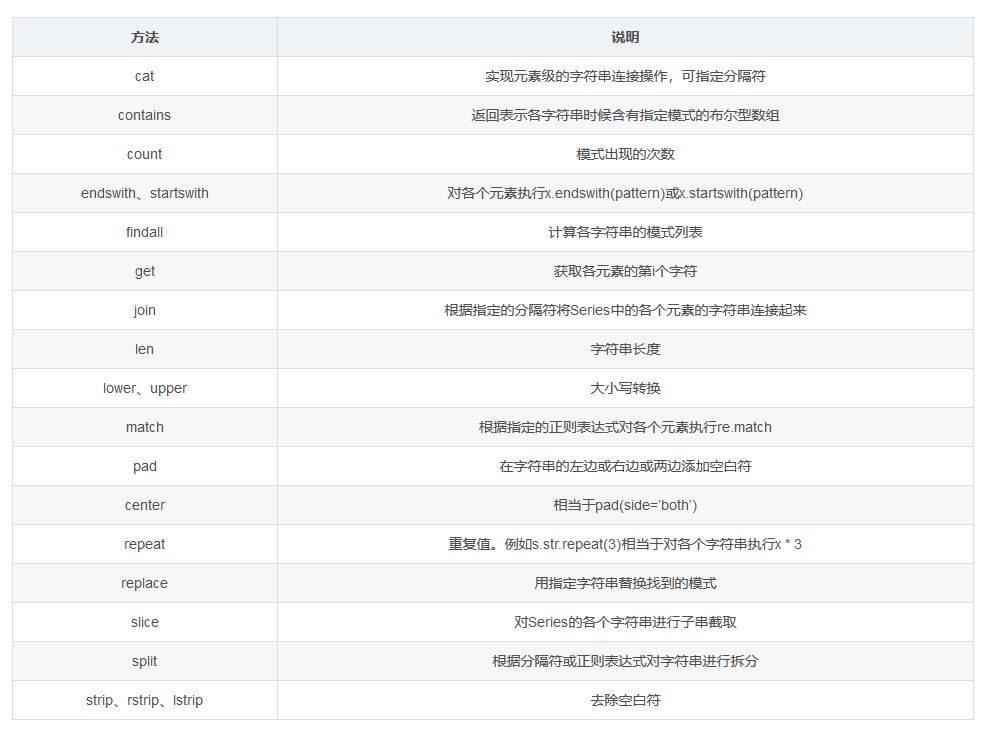 方法 说明
cat 实现元素级的字符串连接操作，可指定分隔符
contains 返回表示各字符串时候含有指定模式的布尔型数组
count 模式出现的次数
endswith、startswith 对各个元素执行x.endswith(pattern)或x.startswith(pattern)
findall 计算各字符串的模式列表
get 获取各元素的第i个字符
join 根据指定的分隔符将Series中的各个元素的字符串连接起来
len 字符串长度
lower、upper 大小写转换
match 根据指定的正则表达式对各个元素执行re.match
pad 在字符串的左边或右边或两边添加空白符
center 相当于pad(side=’both’)
repeat 重复值。例如s.str.repeat(3)相当于对各个字符串执行x * 3
replace 用指定字符串替换找到的模式
slice 对Series的各个字符串进行子串截取
split 根据分隔符或正则表达式对字符串进行拆分
strip、rstrip、lstrip 去除空白符